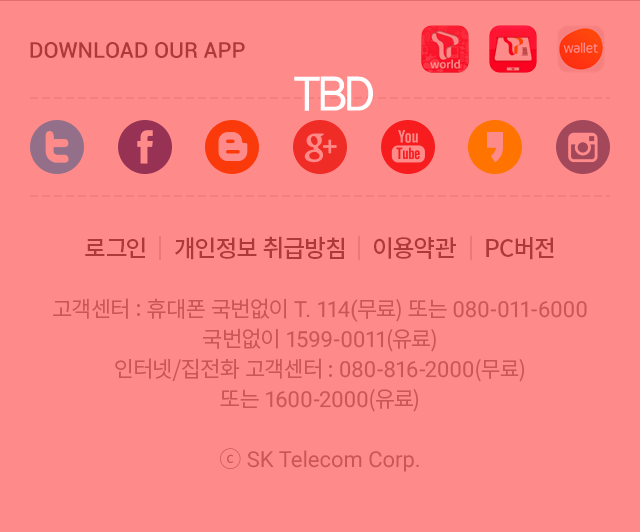 DOWNLOAD OUR APP
world
wallet
TBD
t f B g+ You Tube
로그인 | 개인정보 취급방침 | 이용약관 | PC버전
고객센터 : 휴대폰 국번없이 T. 114(무료) 또는 080-011-6000
국번없이 1599-0011(유료)
인터넷/집전화 고객센터 : 080-816-2000(무료)
또는 1600-2000(유료)
ⓒ SK Telecom Corp.